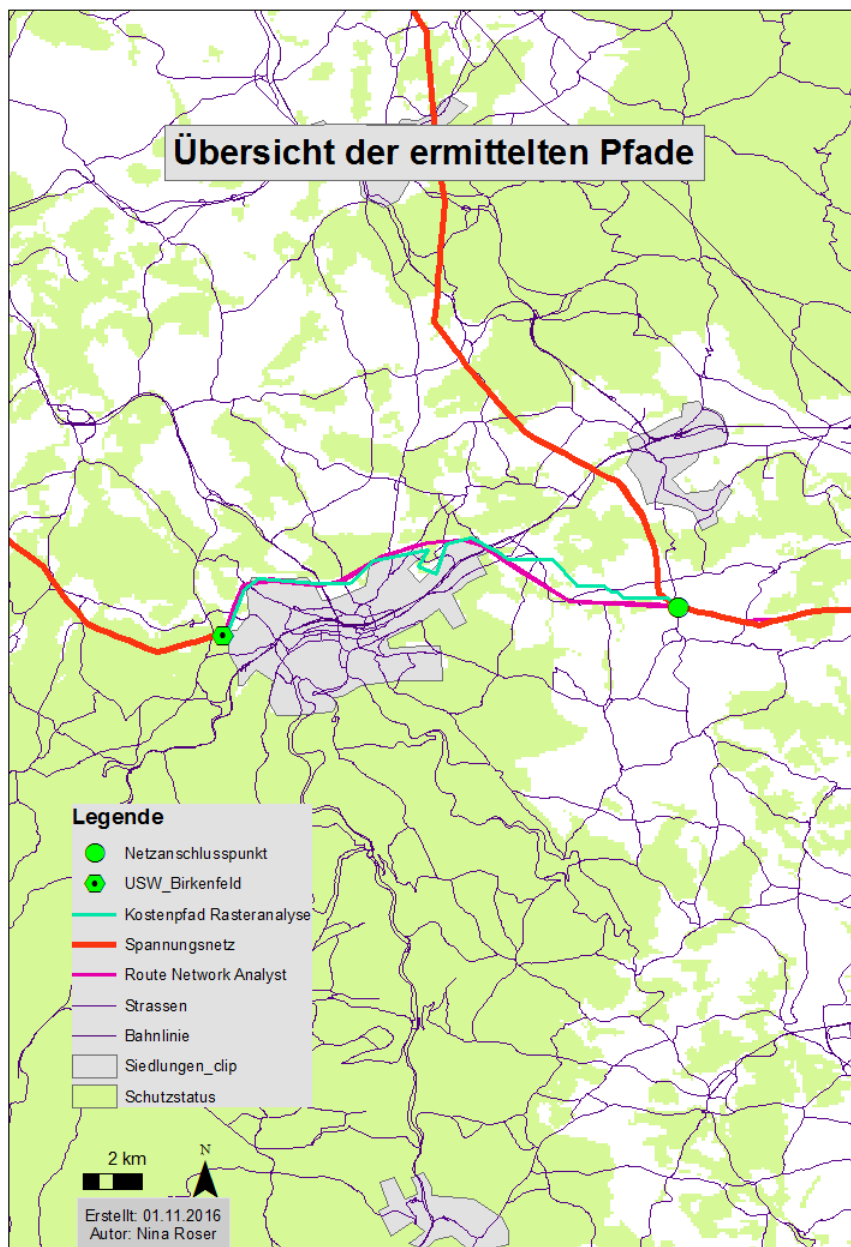 Übersicht der ermittelten Pfade
Legende
Netzanschlusspunkt
USW_Birkenfeld
Kostenpfad Rasteranalyse
Spannungsnetz
Route Network Analyst
Strassen
Bahnlinie
Siedlungen_clip
Schutzstatus
2 km
N
Erstellt: 01.11.2016
Autor: Nina Roser